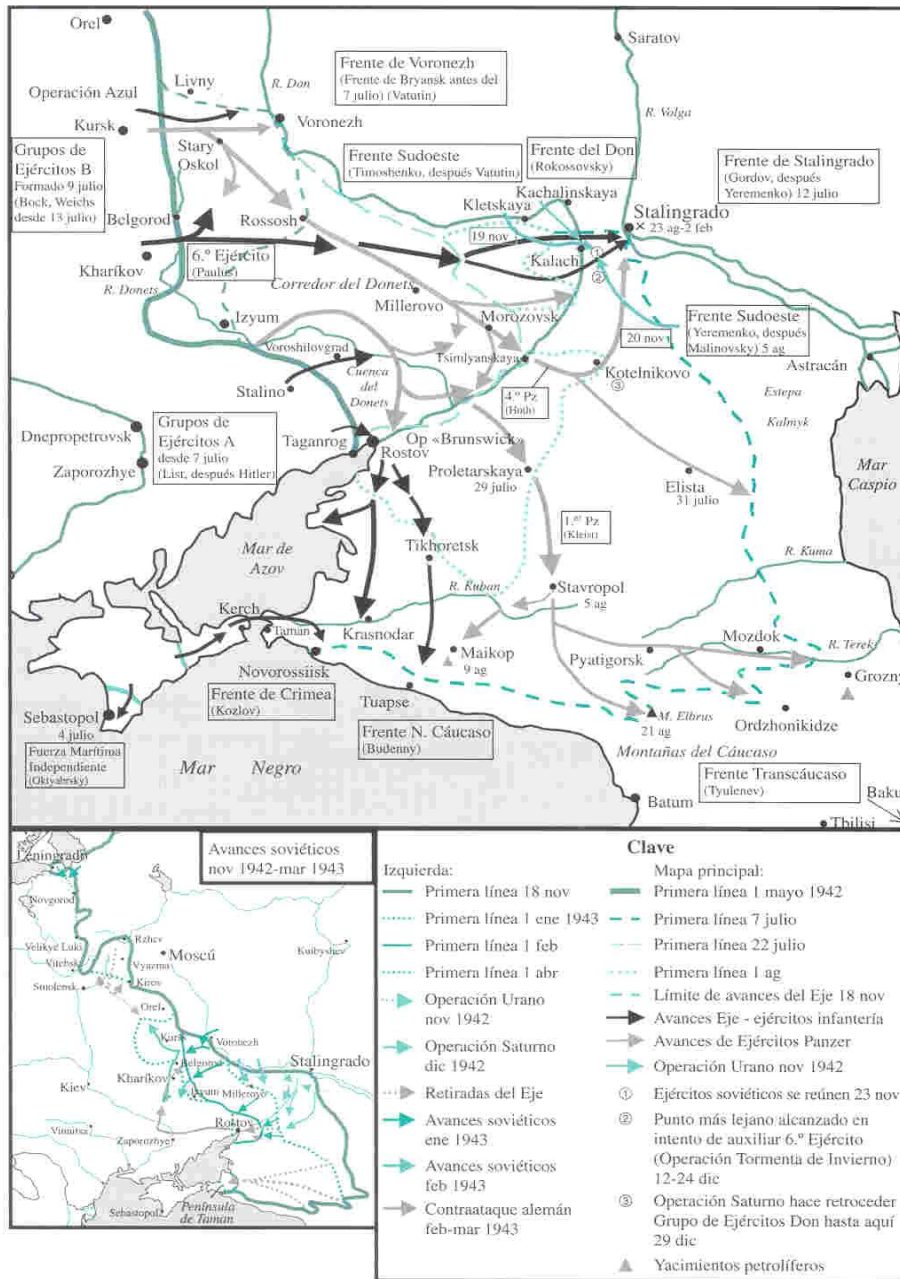 Orel
Saratov
Livny
R. Don
Frente de Voronezh
(Frente de Bryansk antes del
7 julio) (Vatutin)
Operación Azul
R. Volga
Kursk
Voronezh
Grupos de
Ejércitos B
Formado 9 julio
(Bock, Weichs
desde 13 julio)
Stary
Oskol
Frente Sudoeste
(Timoshenko, después Vatutin)
Frente del Don
(Rokossovsky)
Frente de Stalingrado
(Gordov, después
Yeremenko) 12 julio
Kachalinskaya
Kletskaya
Belgorod
Rossosh
Stalingrado
23 ag-2 feb
19 nov
Kharíkov
6.º Ejército
(Paulus)
Kalach
①
②
R. Donets
Corredor del Donets
Millerovo
Izyum
Morozovsk
Frente Sudoeste
(Yeremenko, después
Malinovsky) 5 ag
Voroshilovgrad
Tsimlyanskaya
20 nov
Astracán
Stalino
Cuenca
del
Donets
Kotelnikovo
③
Estepa
Kalmyk
4.º Pz
(Hoth)
Dnepropetrovsk
Grupos de
Ejércitos A
desde 7 julio
(List, después Hitler)
Taganrog
Op «Brunswick»
Rostov
Zaporozhye
Proletarskaya
29 julio
Elista
31 julio
Mar
Caspio
1.er Pz
(Kleist)
Mar de
Azov
Tikhoretsk
R. Kuma
R. Kuban
Stavropol
5 ag
Kerch
Taman
Krasnodar
Maikop
9 ag
Pyatigorsk
Mozdok
R. Terek
Novorossiisk
Grozny
Frente de Crimea
(Kozlov)
Tuapse
M. Elbrus
21 ag
Ordzhonikidze
Sebastopol
4 julio
Fuerza Marítima
Independiente
(Oktyabrsky)
Frente N. Cáucaso
(Budenny)
Montañas del Cáucaso
Mar Negro
Frente Transcáucaso
(Tyulenev)
Batum
Baku
Tbilisi
Avances soviéticos
nov 1942-mar 1943
Leningrado
Novgorod
Velikye Luki
Rzhev
Vitebsk
Vyazma
Moscú
Kuibyshev
Smolensk
Kirov
Orel
Kursk
Voronezh
Belgorod
Stalingrado
Kiev
Kharíkov
Izyum
Millerovo
Vinnitsa
Zaporozhye
Rostov
Sebastopol
Península
de Taman
Clave
Izquierda:
Primera línea 18 nov
Primera línea 1 ene 1943
Primera línea 1 feb
Primera línea 1 abr
Operación Urano
nov 1942
Operación Saturno
dic 1942
Retiradas del Eje
Avances soviéticos
ene 1943
Avances soviéticos
feb 1943
Contraataque alemán
feb-mar 1943
Mapa principal:
Primera línea 1 mayo 1942
Primera línea 7 julio
Primera línea 22 julio
Primera línea 1 ag
Límite de avances del Eje 18 nov
Avances Eje - ejércitos infantería
Avances de Ejércitos Panzer
Operación Urano nov 1942
① Ejércitos soviéticos se reúnen 23 nov
② Punto más lejano alcanzado en
intento de auxiliar 6.º Ejército
(Operación Tormenta de Invierno)
12-24 dic
③ Operación Saturno hace retroceder
Grupo de Ejércitos Don hasta aquí
29 dic
Yacimientos petrolíferos